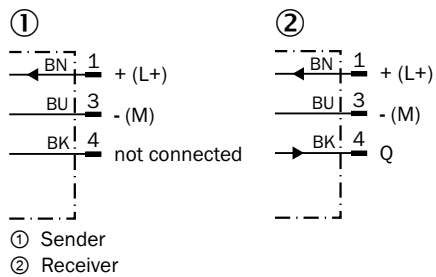 ① ②
BN 1 + (L+) BN 1 + (L+)
BU 3 - (M) BU 3 - (M)
BK 4 not connected BK 4 Q
① Sender
② Receiver